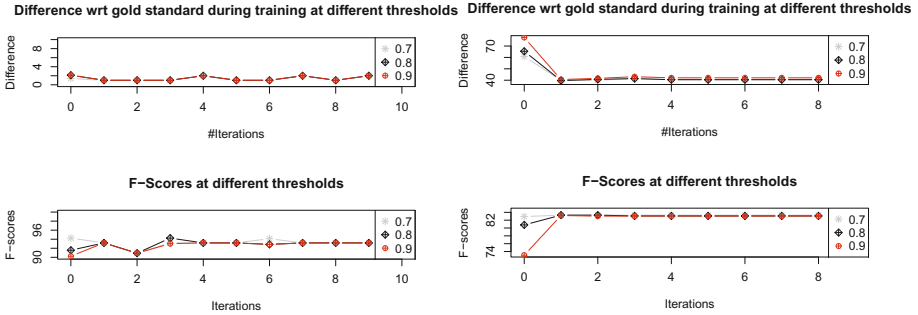 Difference wrt gold standard during training at different thresholds
Difference
8
4
0
0.7
0.8
0.9
0 2 4 6 8 10
#Iterations
F−Scores at different thresholds
F−scores
96
90
0.7
0.8
0.9
0 2 4 6 8 10
Iterations
Difference wrt gold standard during training at different thresholds
Difference
70
40
0.7
0.8
0.9
0 2 4 6 8
#Iterations
F−Scores at different thresholds
F−scores
82
74
0.7
0.8
0.9
0 2 4 6 8
Iterations